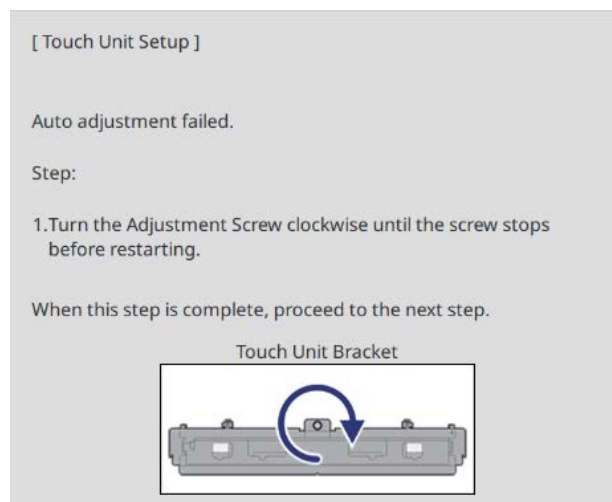 [ Touch Unit Setup ]
Auto adjustment failed.
Step:
1.Turn the Adjustment Screw clockwise until the screw stops
before restarting.
When this step is complete, proceed to the next step.
Touch Unit Bracket